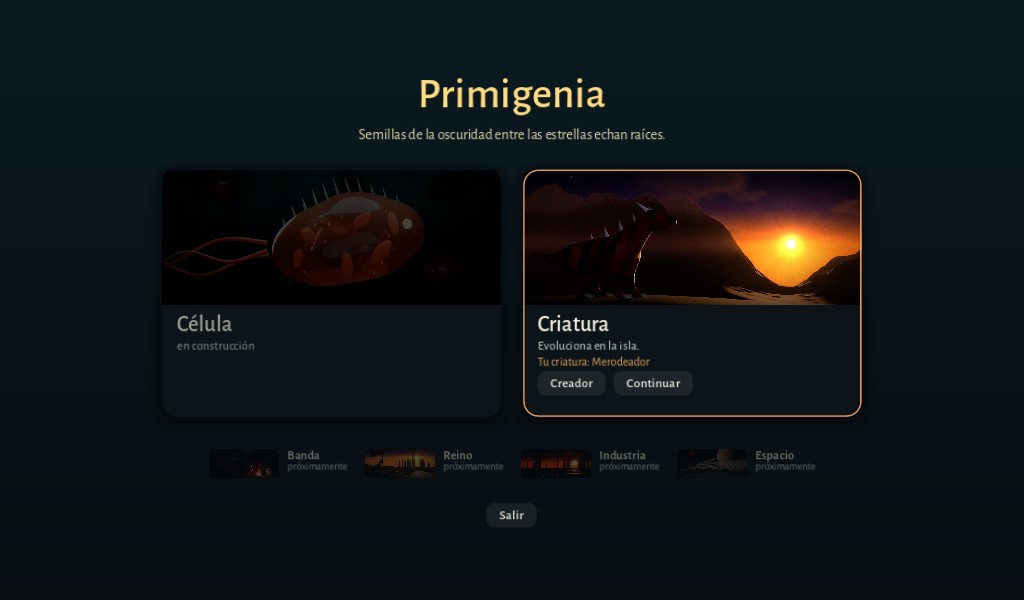 Primigenia
Semillas de la oscuridad entre las estrellas echan raíces.
Célula
en construcción
Criatura
Evoluciona en la isla.
Tu criatura: Merodeador
Creador
Continuar
Banda
próximamente
Reino
próximamente
Industria
próximamente
Espacio
próximamente
Salir